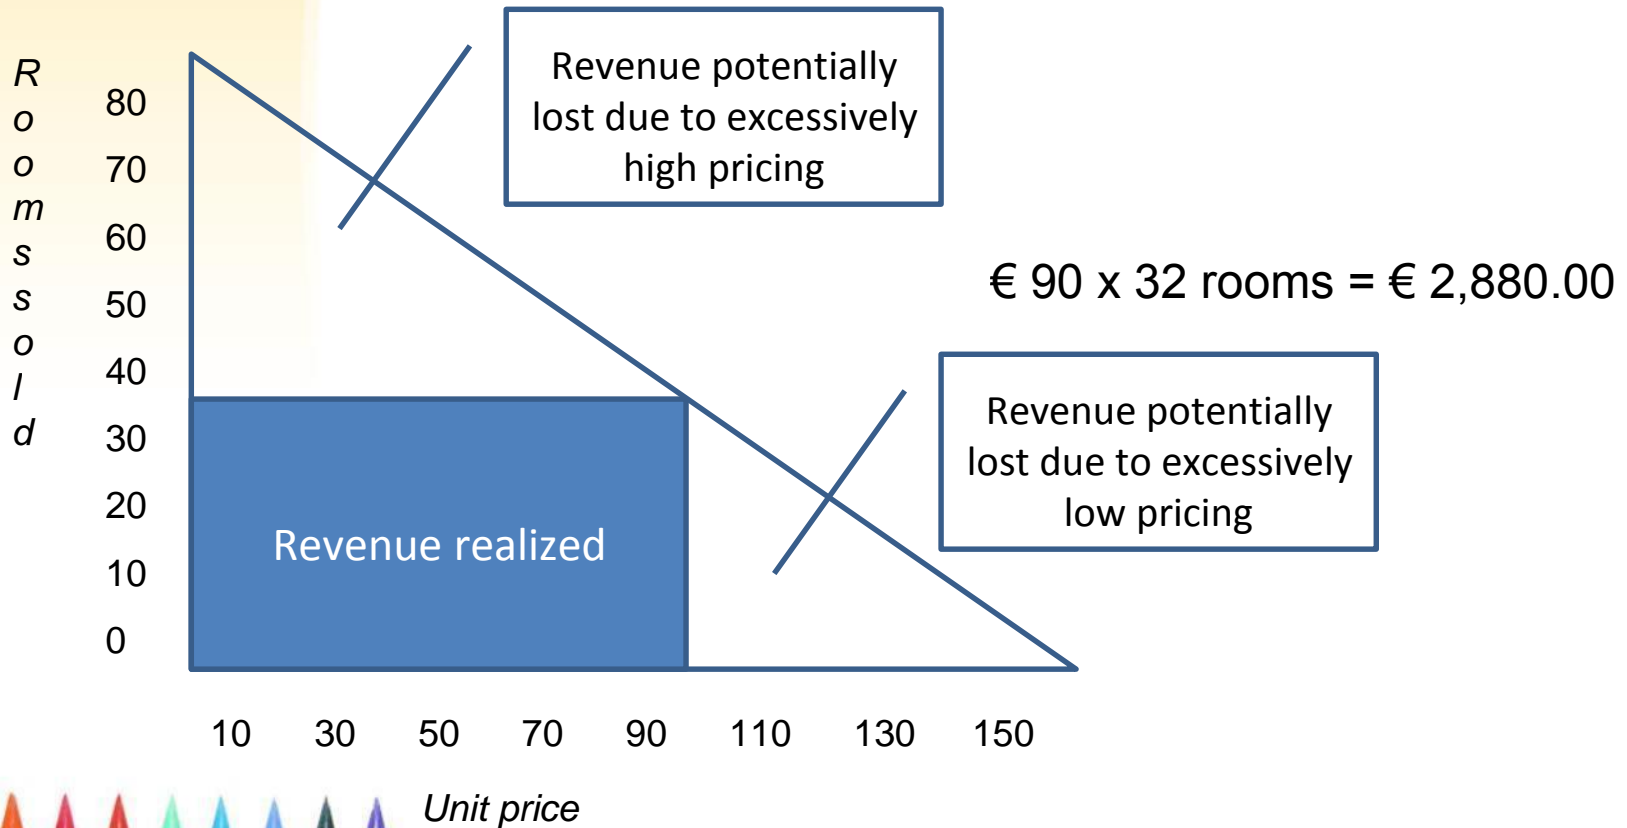 Rooms sold
80
70
60
50
40
30
20
10
0
Revenue potentially
lost due to excessively
high pricing
€ 90 x 32 rooms = € 2,880.00
Revenue potentially
lost due to excessively
low pricing
Revenue realized
10 30 50 70 90 110 130 150
Unit price